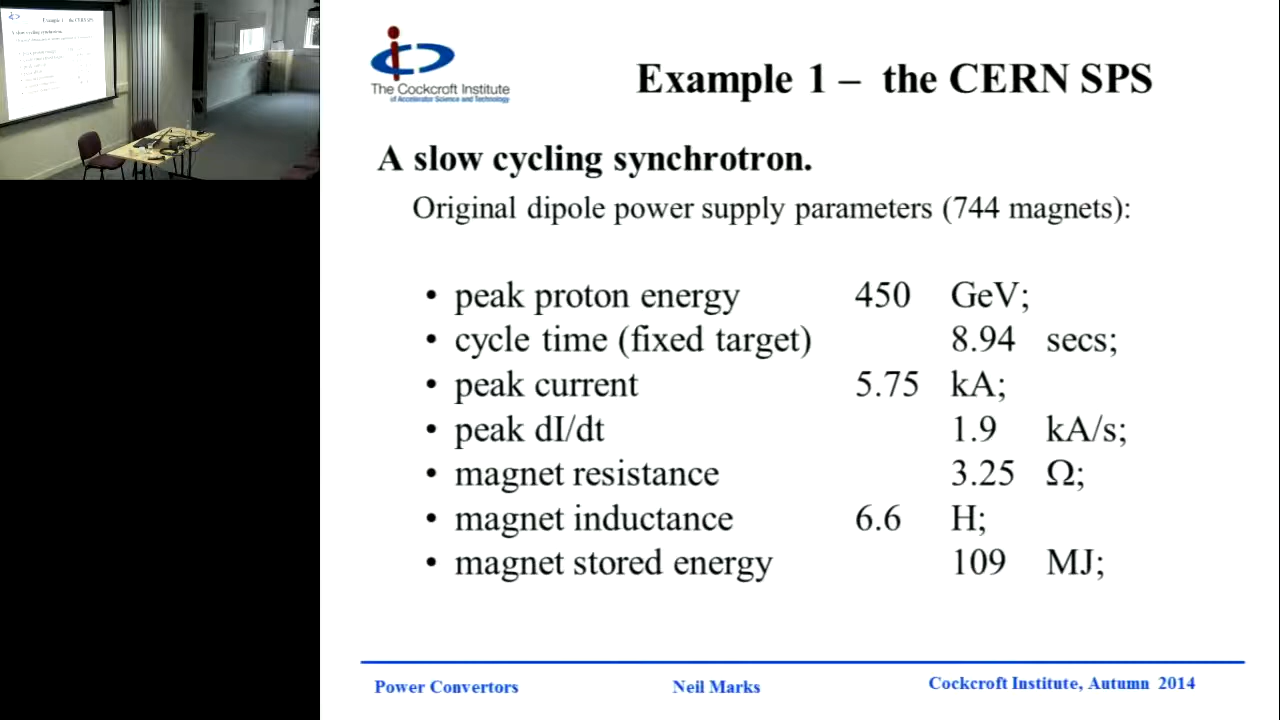 Example 1 – the CERN SPS
The Cockcroft Institute
of Accelerator Science and Technology
A slow cycling synchrotron.
Original dipole power supply parameters (744 magnets):
• peak proton energy 450 GeV;
• cycle time (fixed target) 8.94 secs;
• peak current 5.75 kA;
• peak dI/dt 1.9 kA/s;
• magnet resistance 3.25 Ω;
• magnet inductance 6.6 H;
• magnet stored energy 109 MJ;
Power Convertors Neil Marks Cockcroft Institute, Autumn 2014